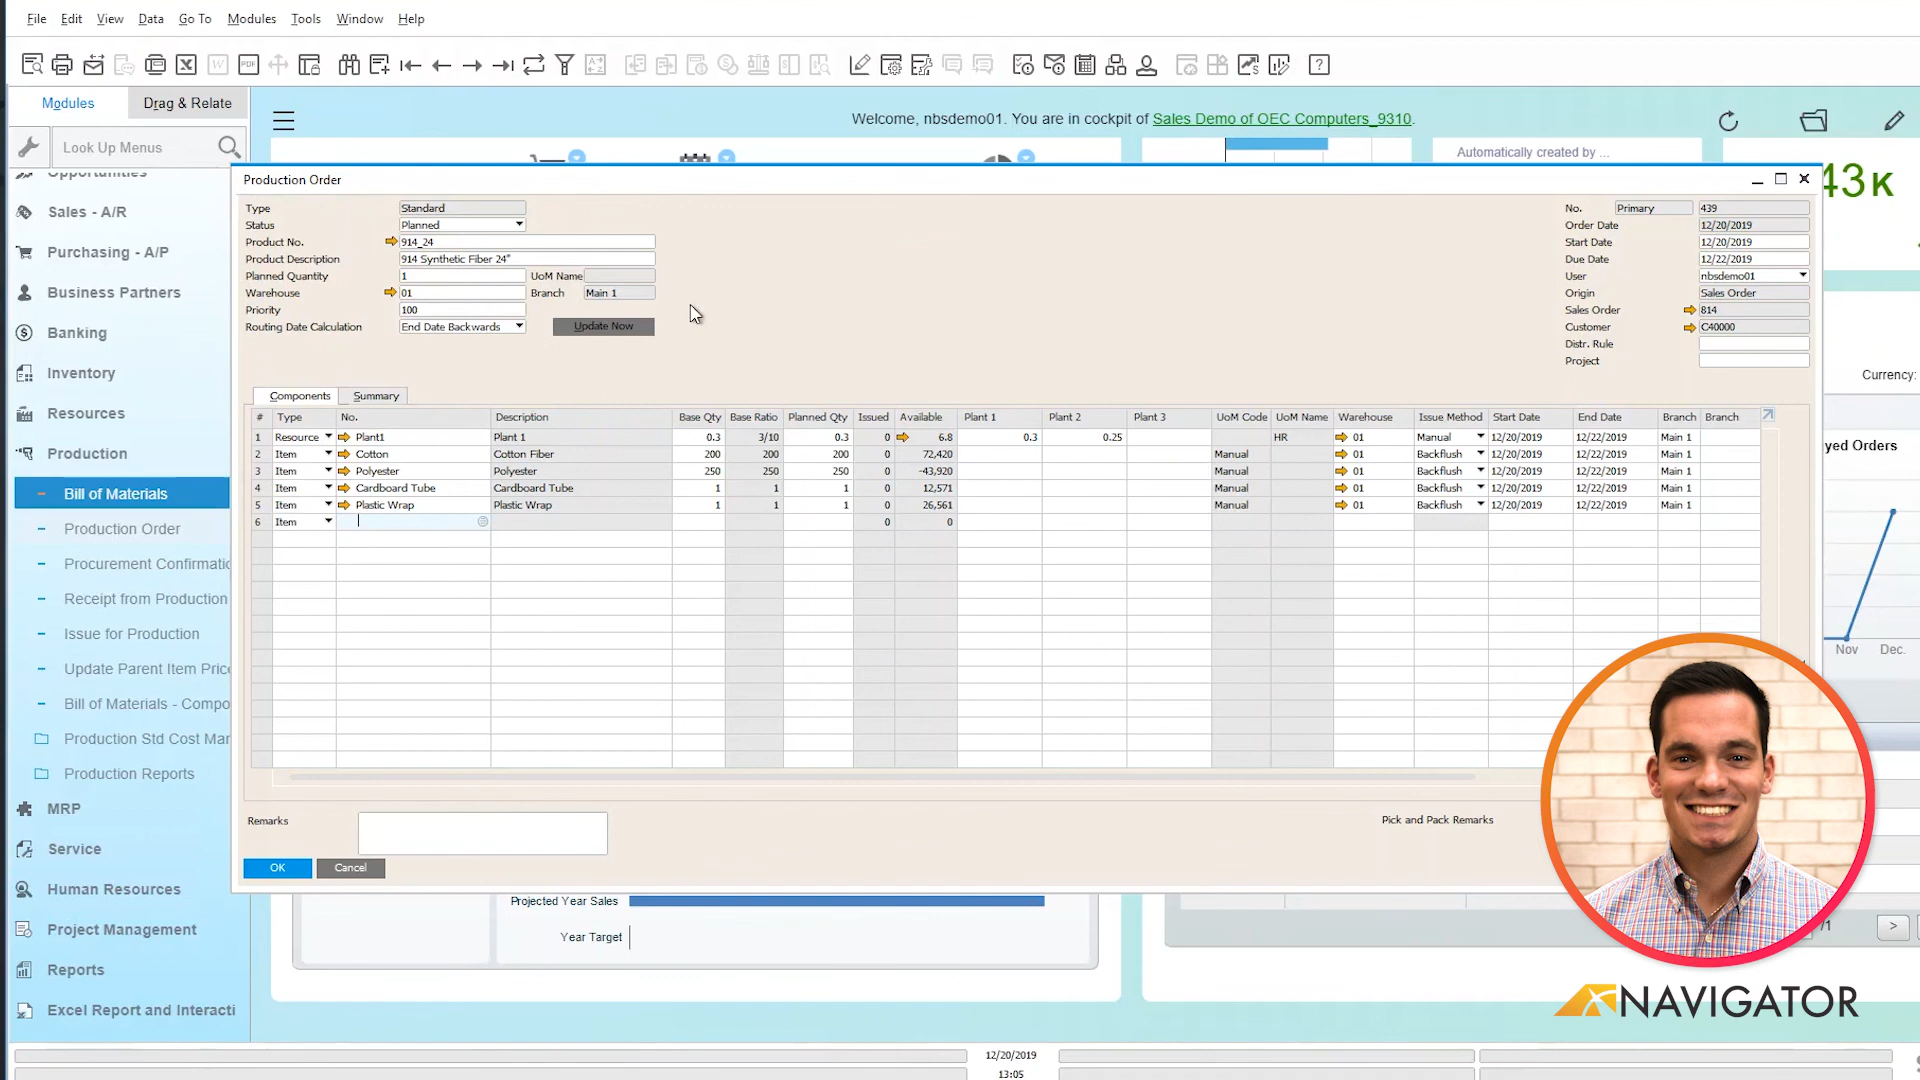 File Edit View Data Go To Modules Tools Window Help
Modules Drag & Relate
Welcome, nbsdemo01. You are in cockpit of Sales Demo of OEC Computers_9310.
Look Up Menus
Automatically created by ...
Opportunities
43K
Sales - A/R
Purchasing - A/P
Business Partners
Banking
Inventory
Resources
Production
Bill of Materials
Production Order
Procurement Confirmatic
Receipt from Production
Issue for Production
Update Parent Item Price
Bill of Materials - Compo
Production Std Cost Mar
Production Reports
MRP
Service
Human Resources
Project Management
Reports
Excel Report and Interacti
Production Order
Type Standard
Status Planned
Product No. 914_24
Product Description 914 Synthetic Fiber 24"
Planned Quantity 1 UoM Name
Warehouse 01 Branch Main 1
Priority 100
Routing Date Calculation End Date Backwards Update Now
No. Primary 439
Order Date 12/20/2019
Start Date 12/20/2019
Due Date 12/22/2019
User nbsdemo01
Origin Sales Order
Sales Order 814
Customer C40000
Distr. Rule
Project
Components Summary
# Type No. Description Base Qty Base Ratio Planned Qty Issued Available Plant 1 Plant 2 Plant 3 UoM Code UoM Name Warehouse Issue Method Start Date End Date Branch Branch
1 Resource Plant1 Plant 1 0.3 3/10 0.3 0 6.8 0.3 0.25 HR 01 Manual 12/20/2019 12/22/2019 Main 1
2 Item Cotton Cotton Fiber 200 200 200 0 72,420 Manual 01 Backflush 12/20/2019 12/22/2019 Main 1
3 Item Polyester Polyester 250 250 250 0 -43,920 Manual 01 Backflush 12/20/2019 12/22/2019 Main 1
4 Item Cardboard Tube Cardboard Tube 1 1 1 0 12,571 Manual 01 Backflush 12/20/2019 12/22/2019 Main 1
5 Item Plastic Wrap Plastic Wrap 1 1 1 0 26,561 Manual 01 Backflush 12/20/2019 12/22/2019 Main 1
6 Item 0 0
Remarks
Pick and Pack Remarks
OK Cancel
Currency:
yed Orders
Nov Dec.
Projected Year Sales
Year Target
/1 >
NAVIGATOR
12/20/2019
13:05